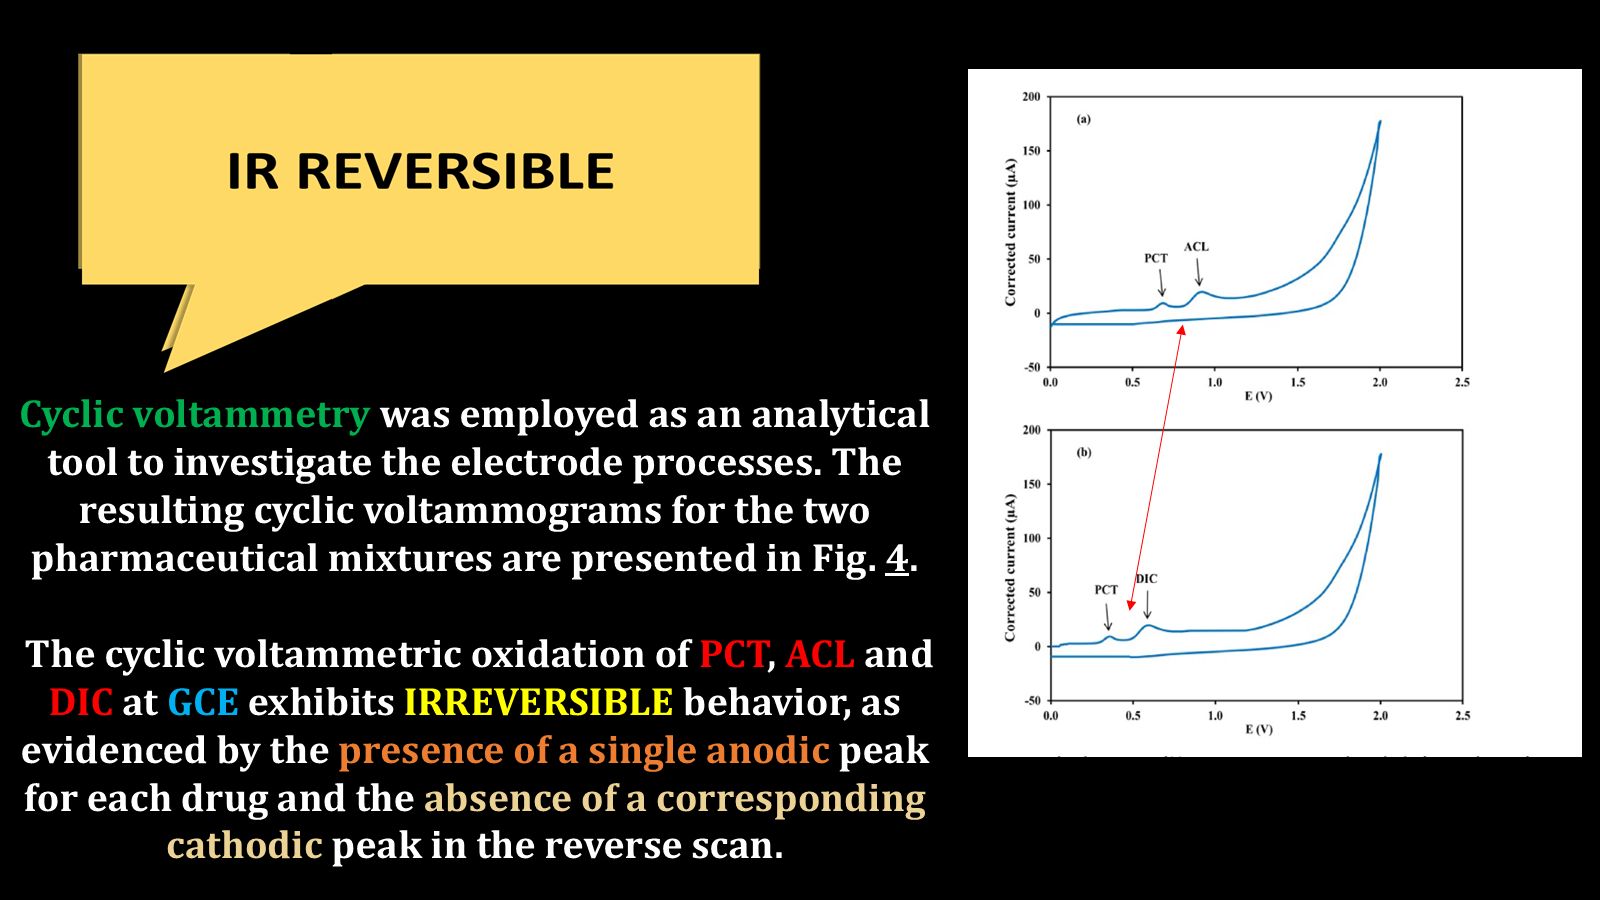 IR REVERSIBLE
Cyclic voltammetry was employed as an analytical
tool to investigate the electrode processes. The
resulting cyclic voltammograms for the two
pharmaceutical mixtures are presented in Fig. 4.
The cyclic voltammetric oxidation of PCT, ACL and
DIC at GCE exhibits IRREVERSIBLE behavior, as
evidenced by the presence of a single anodic peak
for each drug and the absence of a corresponding
cathodic peak in the reverse scan.
200
(a)
150
100
50
0
-50
Corrected current (µA)
PCT
ACL
0.0 0.5 1.0 1.5 2.0 2.5
E (V)
200
(b)
150
100
50
0
-50
Corrected current (µA)
PCT
DIC
0.0 0.5 1.0 1.5 2.0 2.5
E (V)